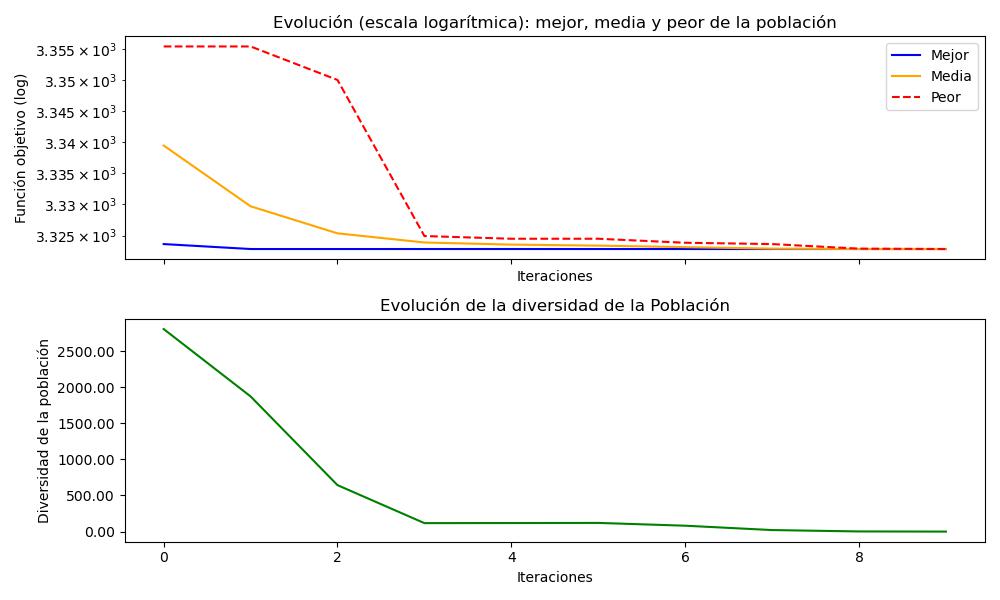 Evolución (escala logarítmica): mejor, media y peor de la población
Función objetivo (log)
3.355 × 10³
3.35 × 10³
3.345 × 10³
3.34 × 10³
3.335 × 10³
3.33 × 10³
3.325 × 10³
Mejor
Media
Peor
Iteraciones
Evolución de la diversidad de la Población
Diversidad de la población
2500.00
2000.00
1500.00
1000.00
500.00
0.00
0 2 4 6 8
Iteraciones